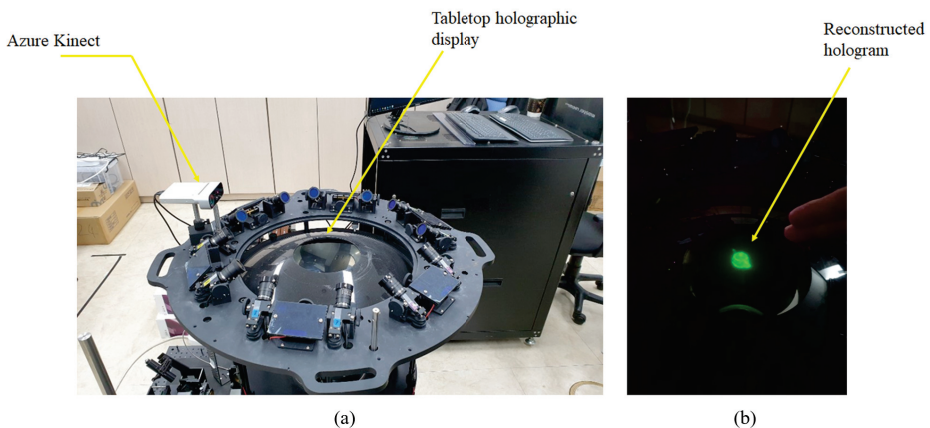 Azure Kinect
Tabletop holographic
display
Reconstructed
hologram
(a)
(b)